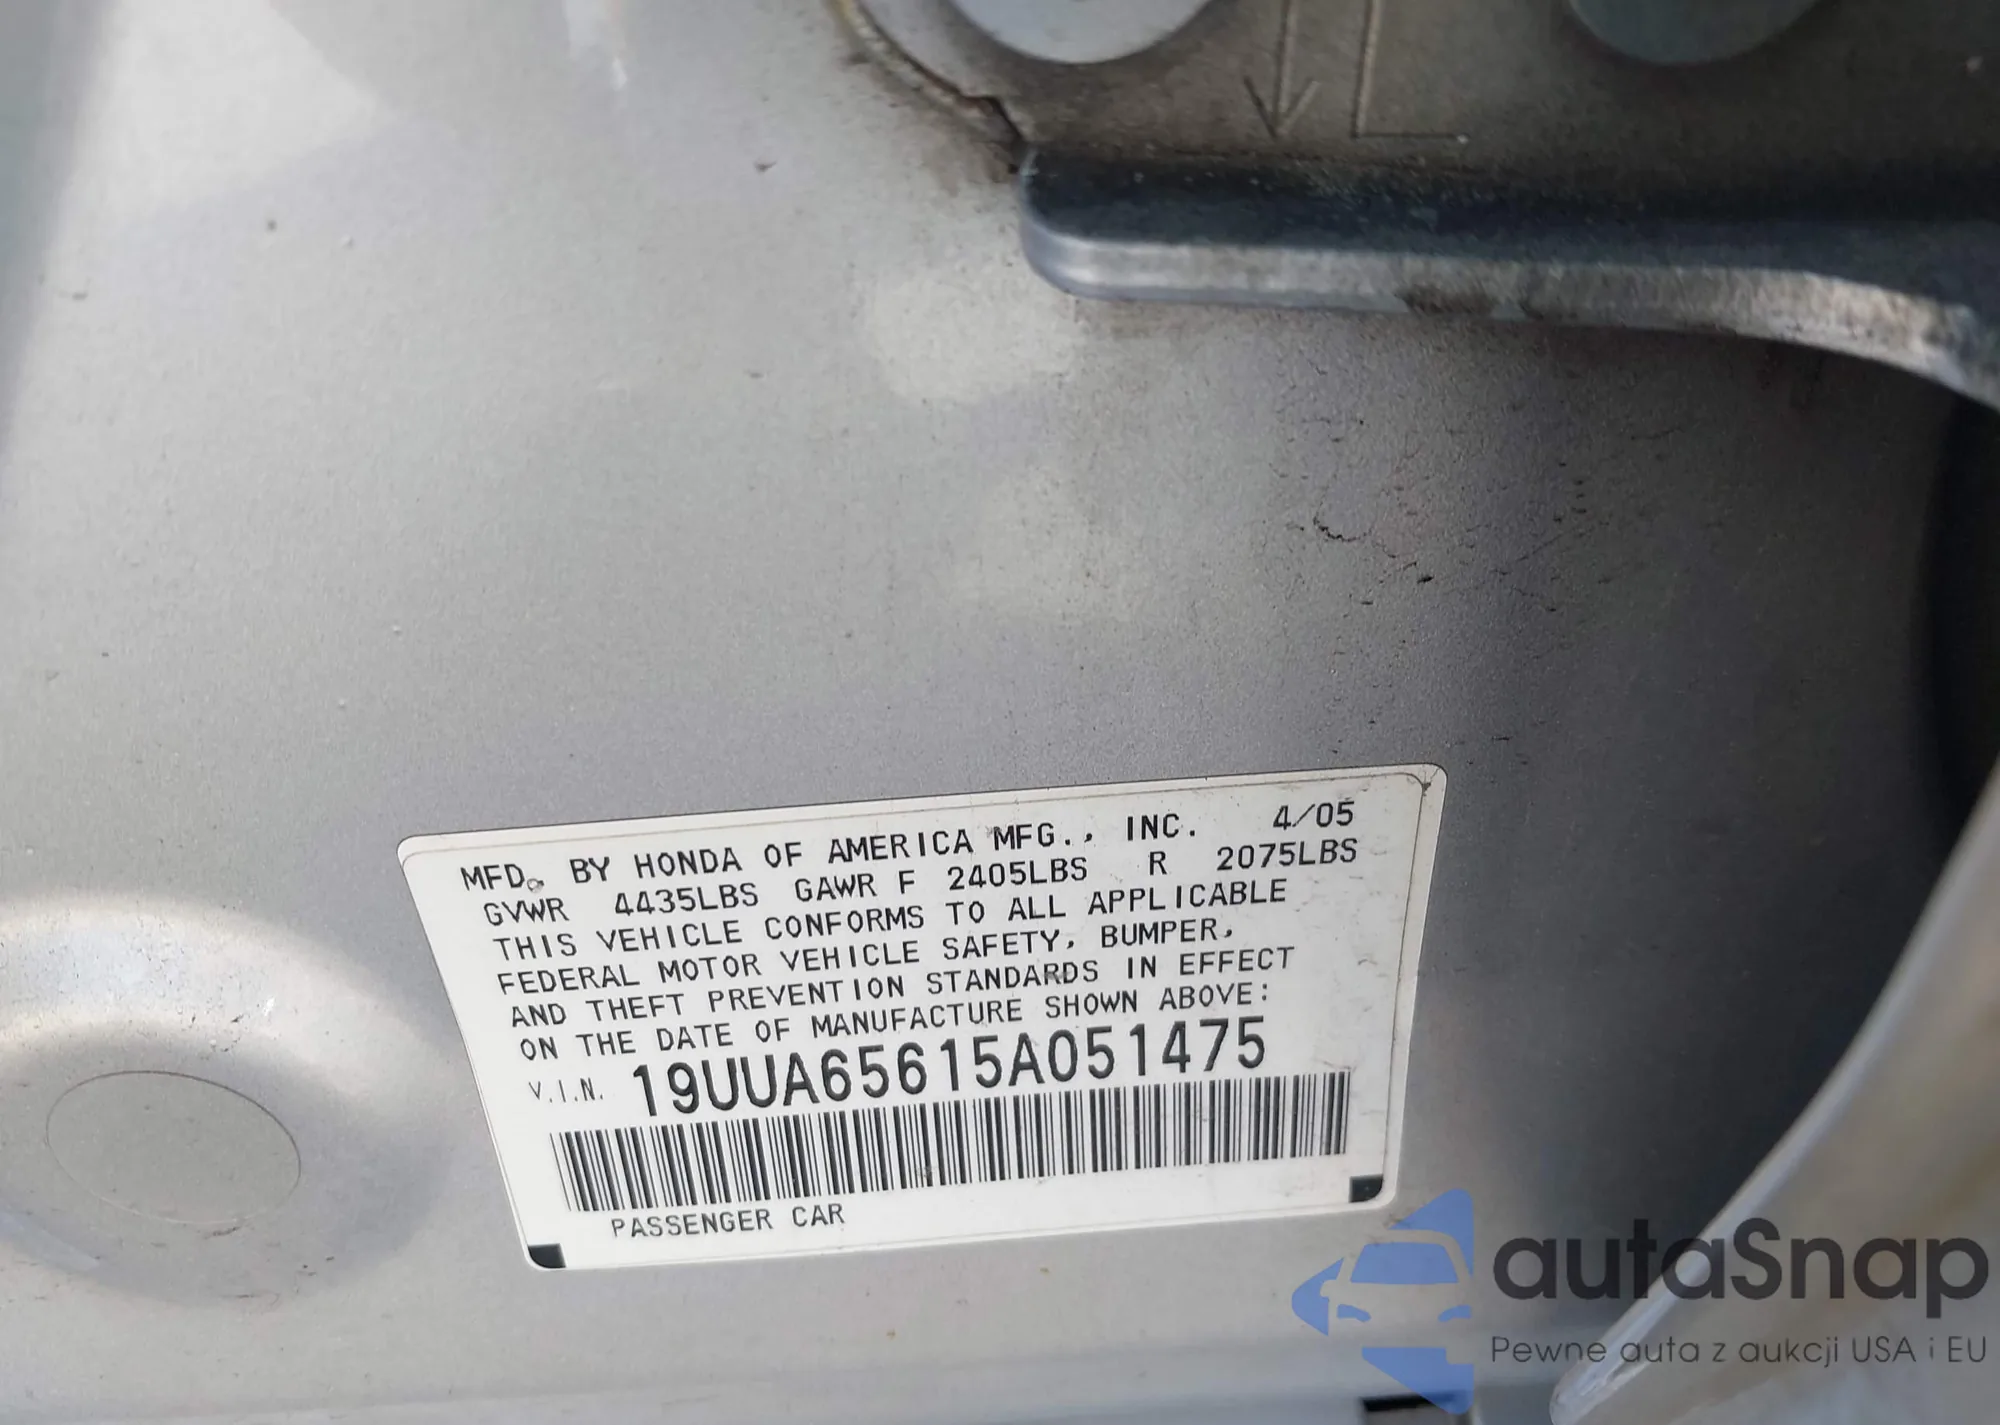 MFD. BY HONDA OF AMERICA MFG., INC. 4/05
GVWR 4435LBS GAWR F 2405LBS R 2075LBS
THIS VEHICLE CONFORMS TO ALL APPLICABLE
FEDERAL MOTOR VEHICLE SAFETY, BUMPER,
AND THEFT PREVENTION STANDARDS IN EFFECT
ON THE DATE OF MANUFACTURE SHOWN ABOVE:
V.I.N. 19UUA65615A051475
PASSENGER CAR
autaSnap
Pewne auta z aukcji USA i EU